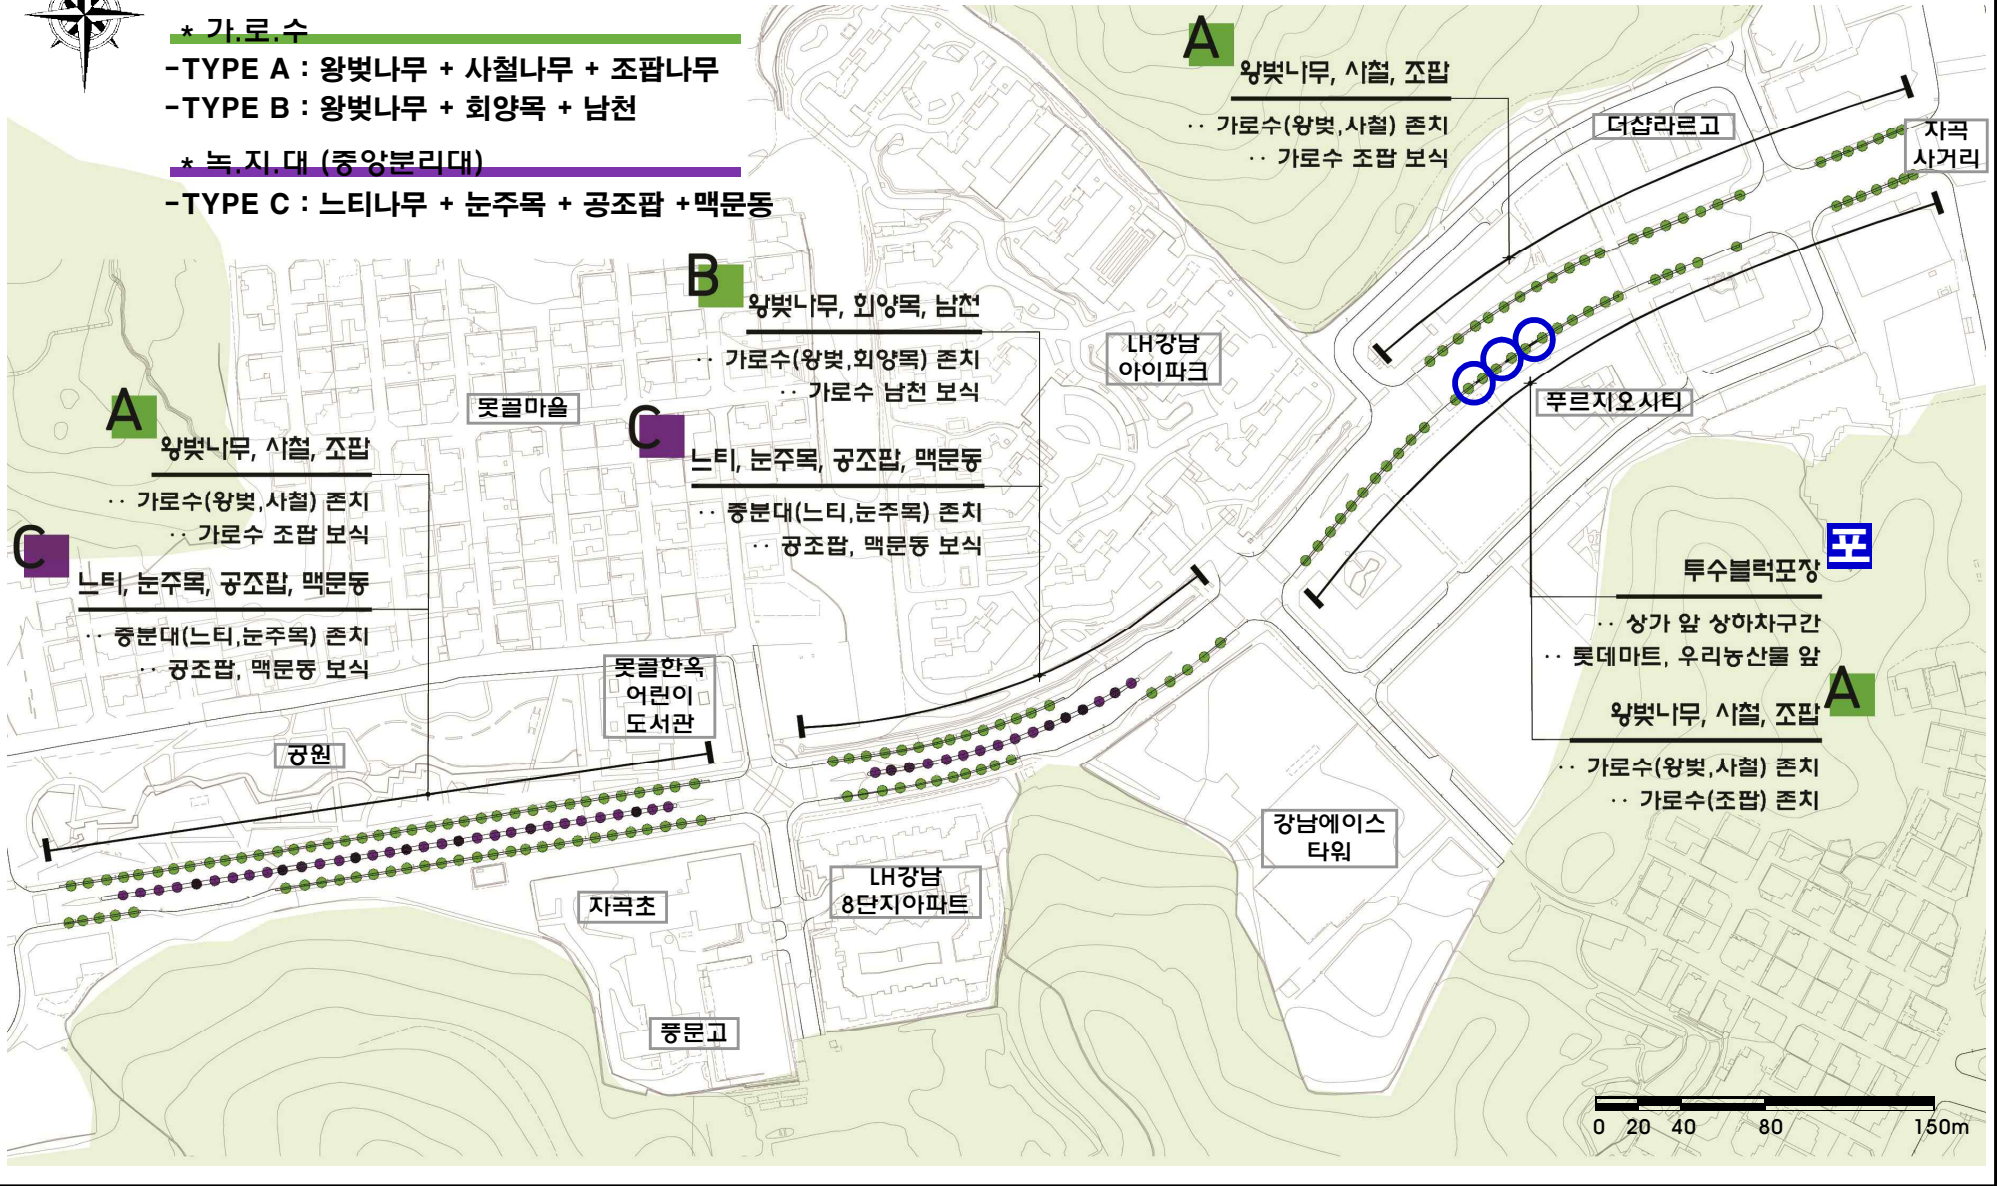 * 가.로.수
-TYPE A : 왕벚나무 + 사철나무 + 조팝나무
-TYPE B : 왕벚나무 + 회양목 + 남천
* 녹.지.대 (중앙분리대)
-TYPE C : 느티나무 + 눈주목 + 공조팝 +맥문동
A
왕벚나무, 사철, 조팝
·· 가로수(왕벚,사철) 존치
·· 가로수 조팝 보식
더샵라르고
자곡
사거리
B
왕벚나무, 회양목, 남천
·· 가로수(왕벚,회양목) 존치
·· 가로수 남천 보식
C
느티, 눈주목, 공조팝, 맥문동
·· 중분대(느티,눈주목) 존치
·· 공조팝, 맥문동 보식
LH강남
아이파크
못골마을
푸르지오시티
A
왕벚나무, 사철, 조팝
·· 가로수(왕벚,사철) 존치
·· 가로수 조팝 보식
C
느티, 눈주목, 공조팝, 맥문동
·· 중분대(느티,눈주목) 존치
·· 공조팝, 맥문동 보식
포
투수블럭포장
·· 상가 앞 상하차구간
·· 롯데마트, 우리농산물 앞
A
왕벚나무, 사철, 조팝
·· 가로수(왕벚,사철) 존치
·· 가로수(조팝) 존치
못골한옥
어린이
도서관
공원
강남에이스
타워
자곡초
LH강남
8단지아파트
풍문고
0 20 40 80 150m